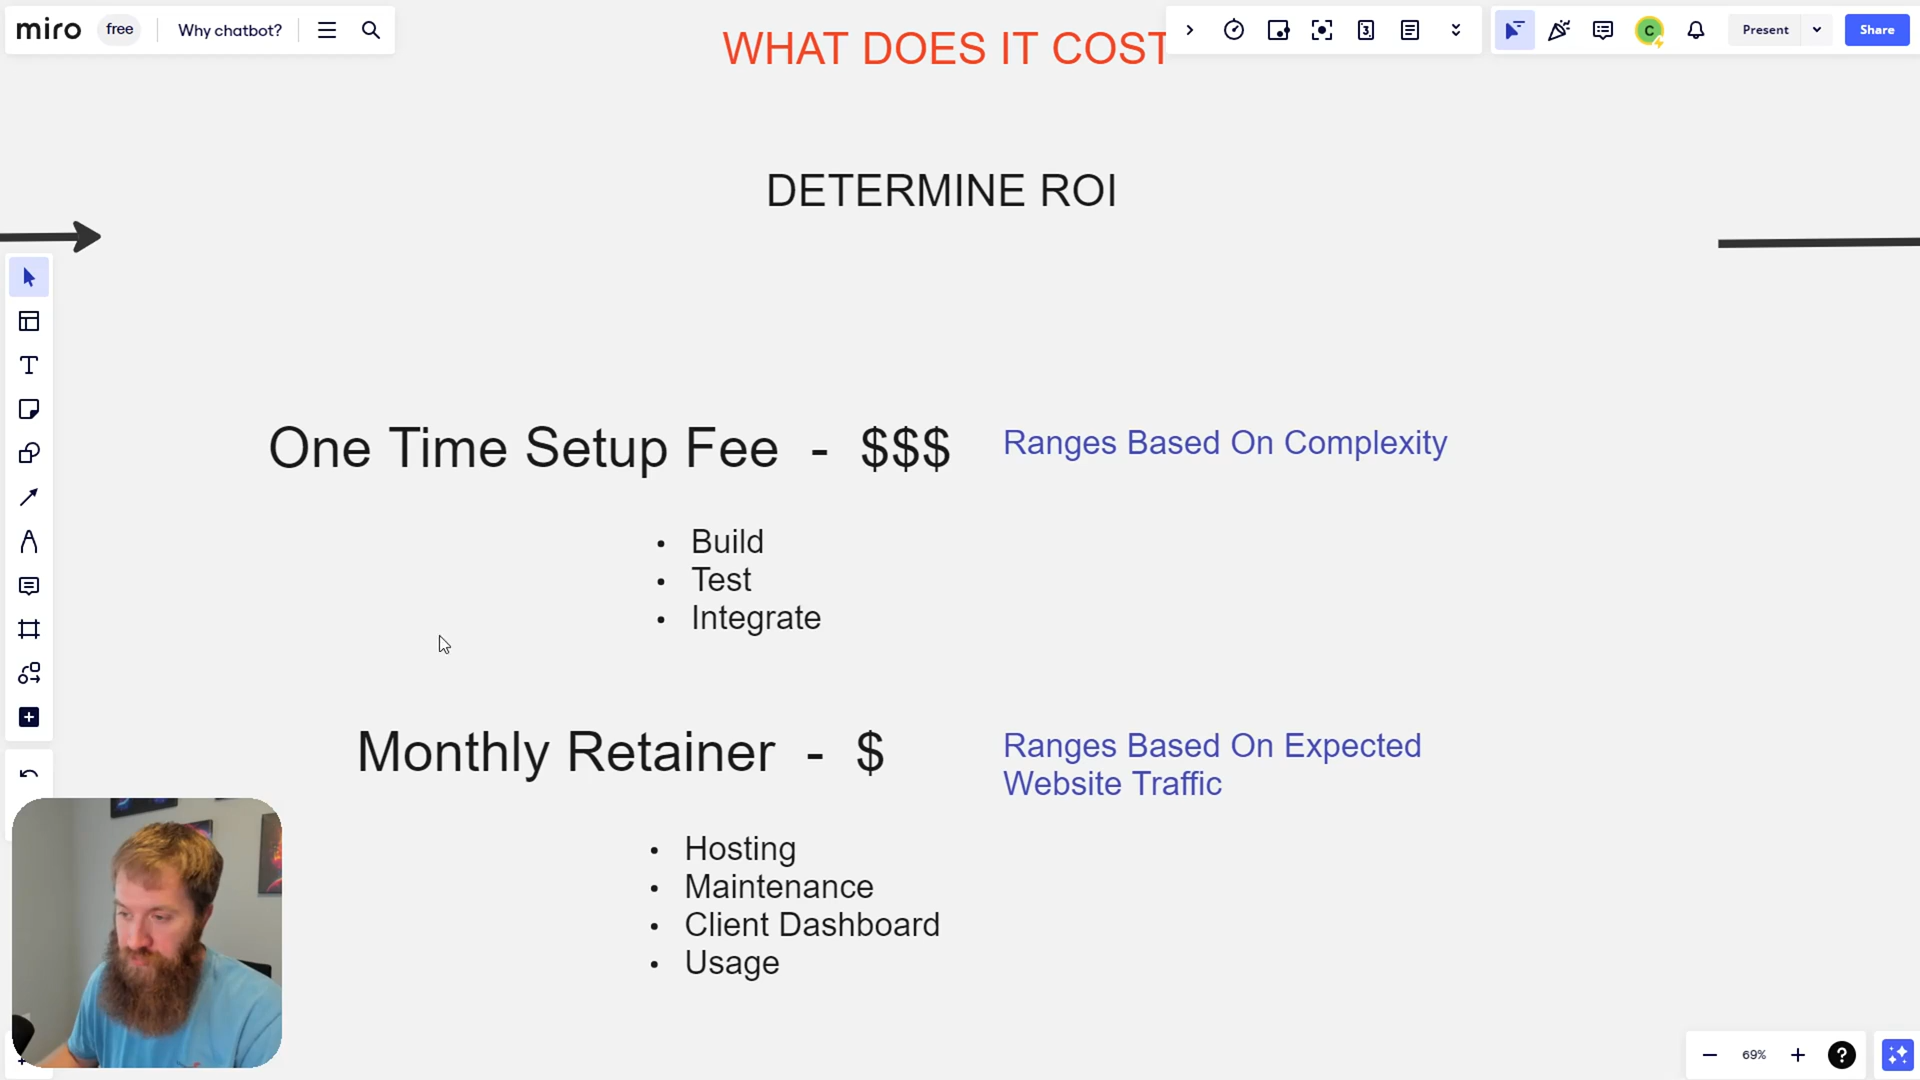 miro free Why chatbot?
WHAT DOES IT COST
3
C
Present
Share
DETERMINE ROI
One Time Setup Fee - $$$
Ranges Based On Complexity
• Build
• Test
• Integrate
Monthly Retainer - $
Ranges Based On Expected
Website Traffic
• Hosting
• Maintenance
• Client Dashboard
• Usage
69%
?